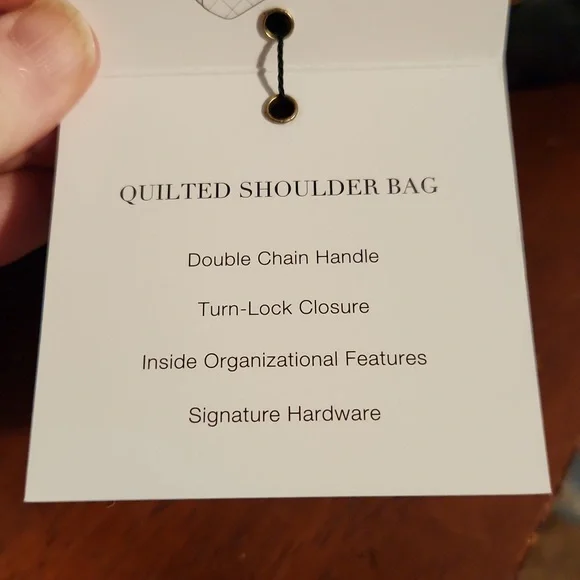 QUILTED SHOULDER BAG
Double Chain Handle
Turn-Lock Closure
Inside Organizational Features
Signature Hardware